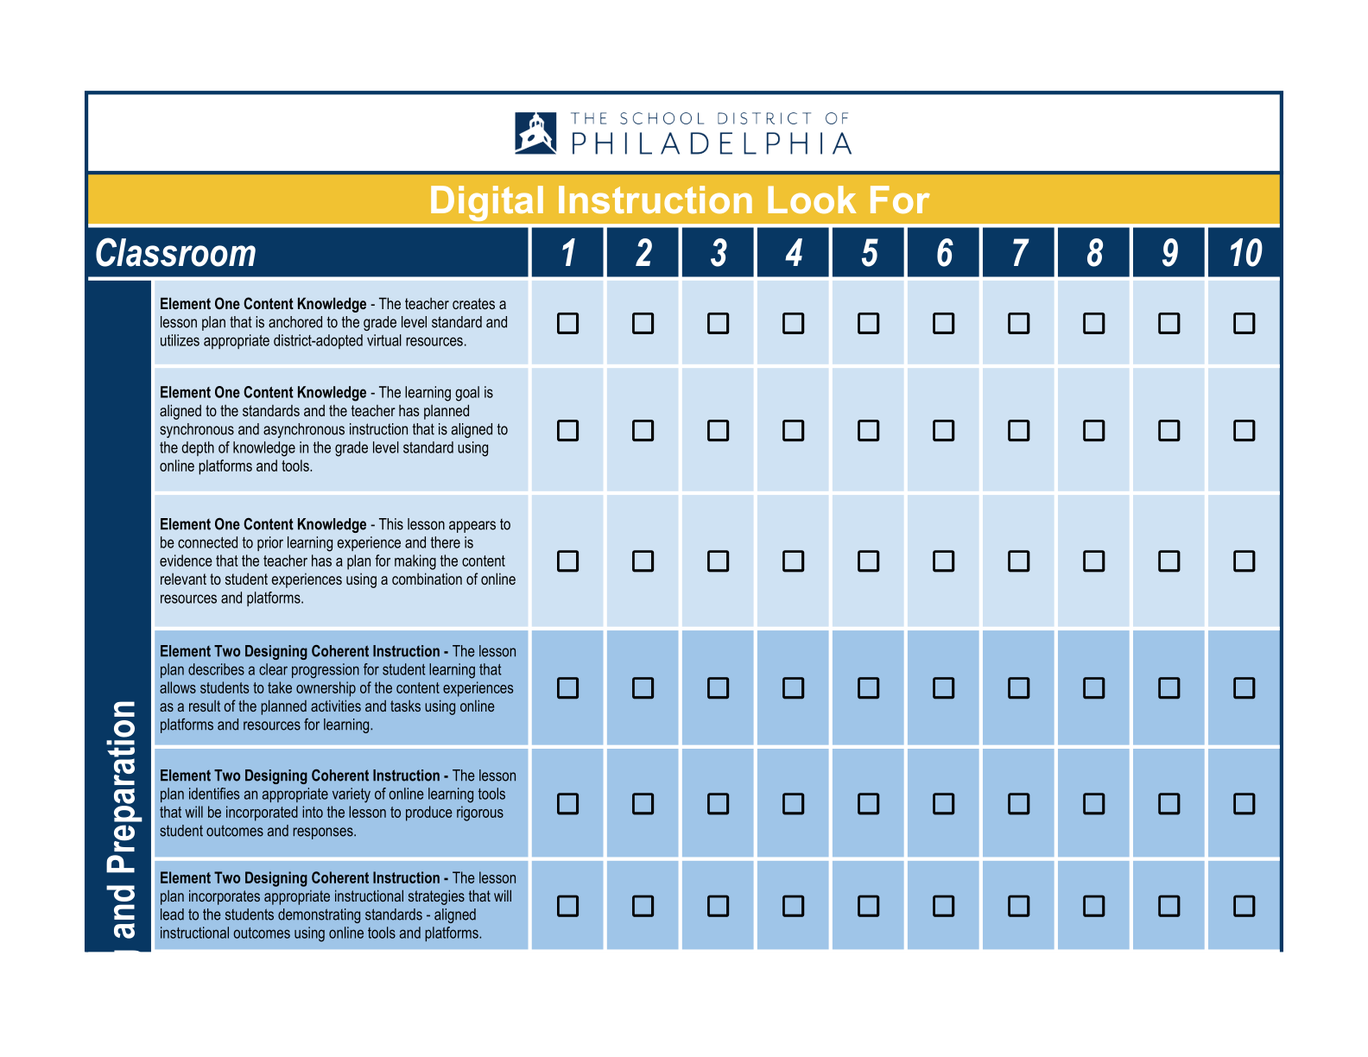 THE SCHOOL DISTRICT OF
PHILADELPHIA
Digital Instruction Look For
Classroom 1 2 3 4 5 6 7 8 9 10
Element One Content Knowledge - The teacher creates a
lesson plan that is anchored to the grade level standard and
utilizes appropriate district-adopted virtual resources.
Element One Content Knowledge - The learning goal is
aligned to the standards and the teacher has planned
synchronous and asynchronous instruction that is aligned to
the depth of knowledge in the grade level standard using
online platforms and tools.
Element One Content Knowledge - This lesson appears to
be connected to prior learning experience and there is
evidence that the teacher has a plan for making the content
relevant to student experiences using a combination of online
resources and platforms.
Element Two Designing Coherent Instruction - The lesson
plan describes a clear progression for student learning that
allows students to take ownership of the content experiences
as a result of the planned activities and tasks using online
platforms and resources for learning.
Element Two Designing Coherent Instruction - The lesson
plan identifies an appropriate variety of online learning tools
that will be incorporated into the lesson to produce rigorous
student outcomes and responses.
Element Two Designing Coherent Instruction - The lesson
plan incorporates appropriate instructional strategies that will
lead to the students demonstrating standards - aligned
instructional outcomes using online tools and platforms.
and Preparation